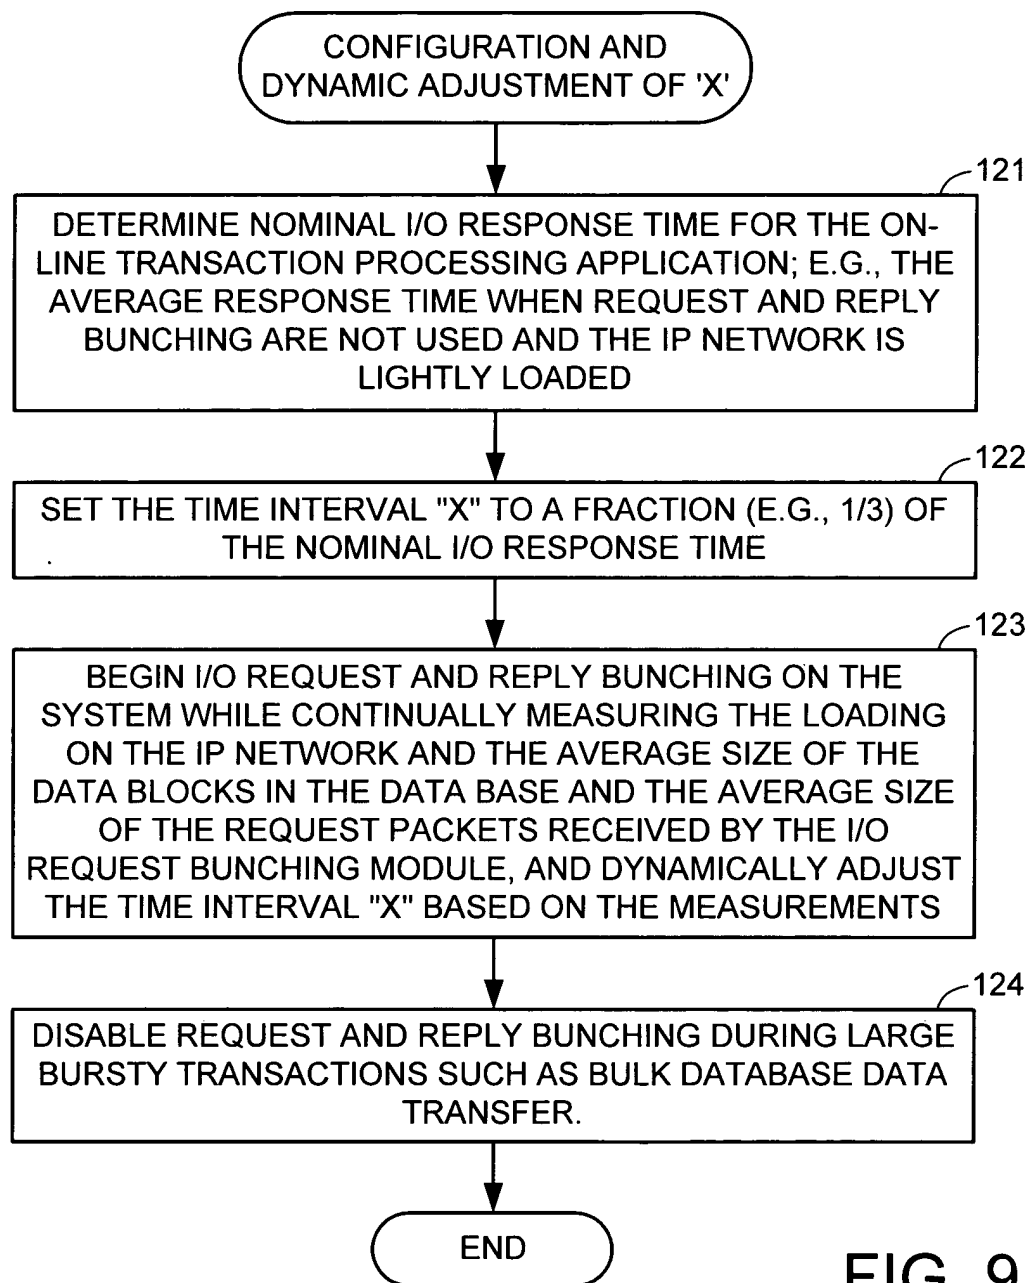 CONFIGURATION AND
DYNAMIC ADJUSTMENT OF 'X'
121
DETERMINE NOMINAL I/O RESPONSE TIME FOR THE ON-
LINE TRANSACTION PROCESSING APPLICATION; E.G., THE
AVERAGE RESPONSE TIME WHEN REQUEST AND REPLY
BUNCHING ARE NOT USED AND THE IP NETWORK IS
LIGHTLY LOADED
122
SET THE TIME INTERVAL "X" TO A FRACTION (E.G., 1/3) OF
THE NOMINAL I/O RESPONSE TIME
123
BEGIN I/O REQUEST AND REPLY BUNCHING ON THE
SYSTEM WHILE CONTINUALLY MEASURING THE LOADING
ON THE IP NETWORK AND THE AVERAGE SIZE OF THE
DATA BLOCKS IN THE DATA BASE AND THE AVERAGE SIZE
OF THE REQUEST PACKETS RECEIVED BY THE I/O
REQUEST BUNCHING MODULE, AND DYNAMICALLY ADJUST
THE TIME INTERVAL "X" BASED ON THE MEASUREMENTS
124
DISABLE REQUEST AND REPLY BUNCHING DURING LARGE
BURSTY TRANSACTIONS SUCH AS BULK DATABASE DATA
TRANSFER.
END
FIG. 9